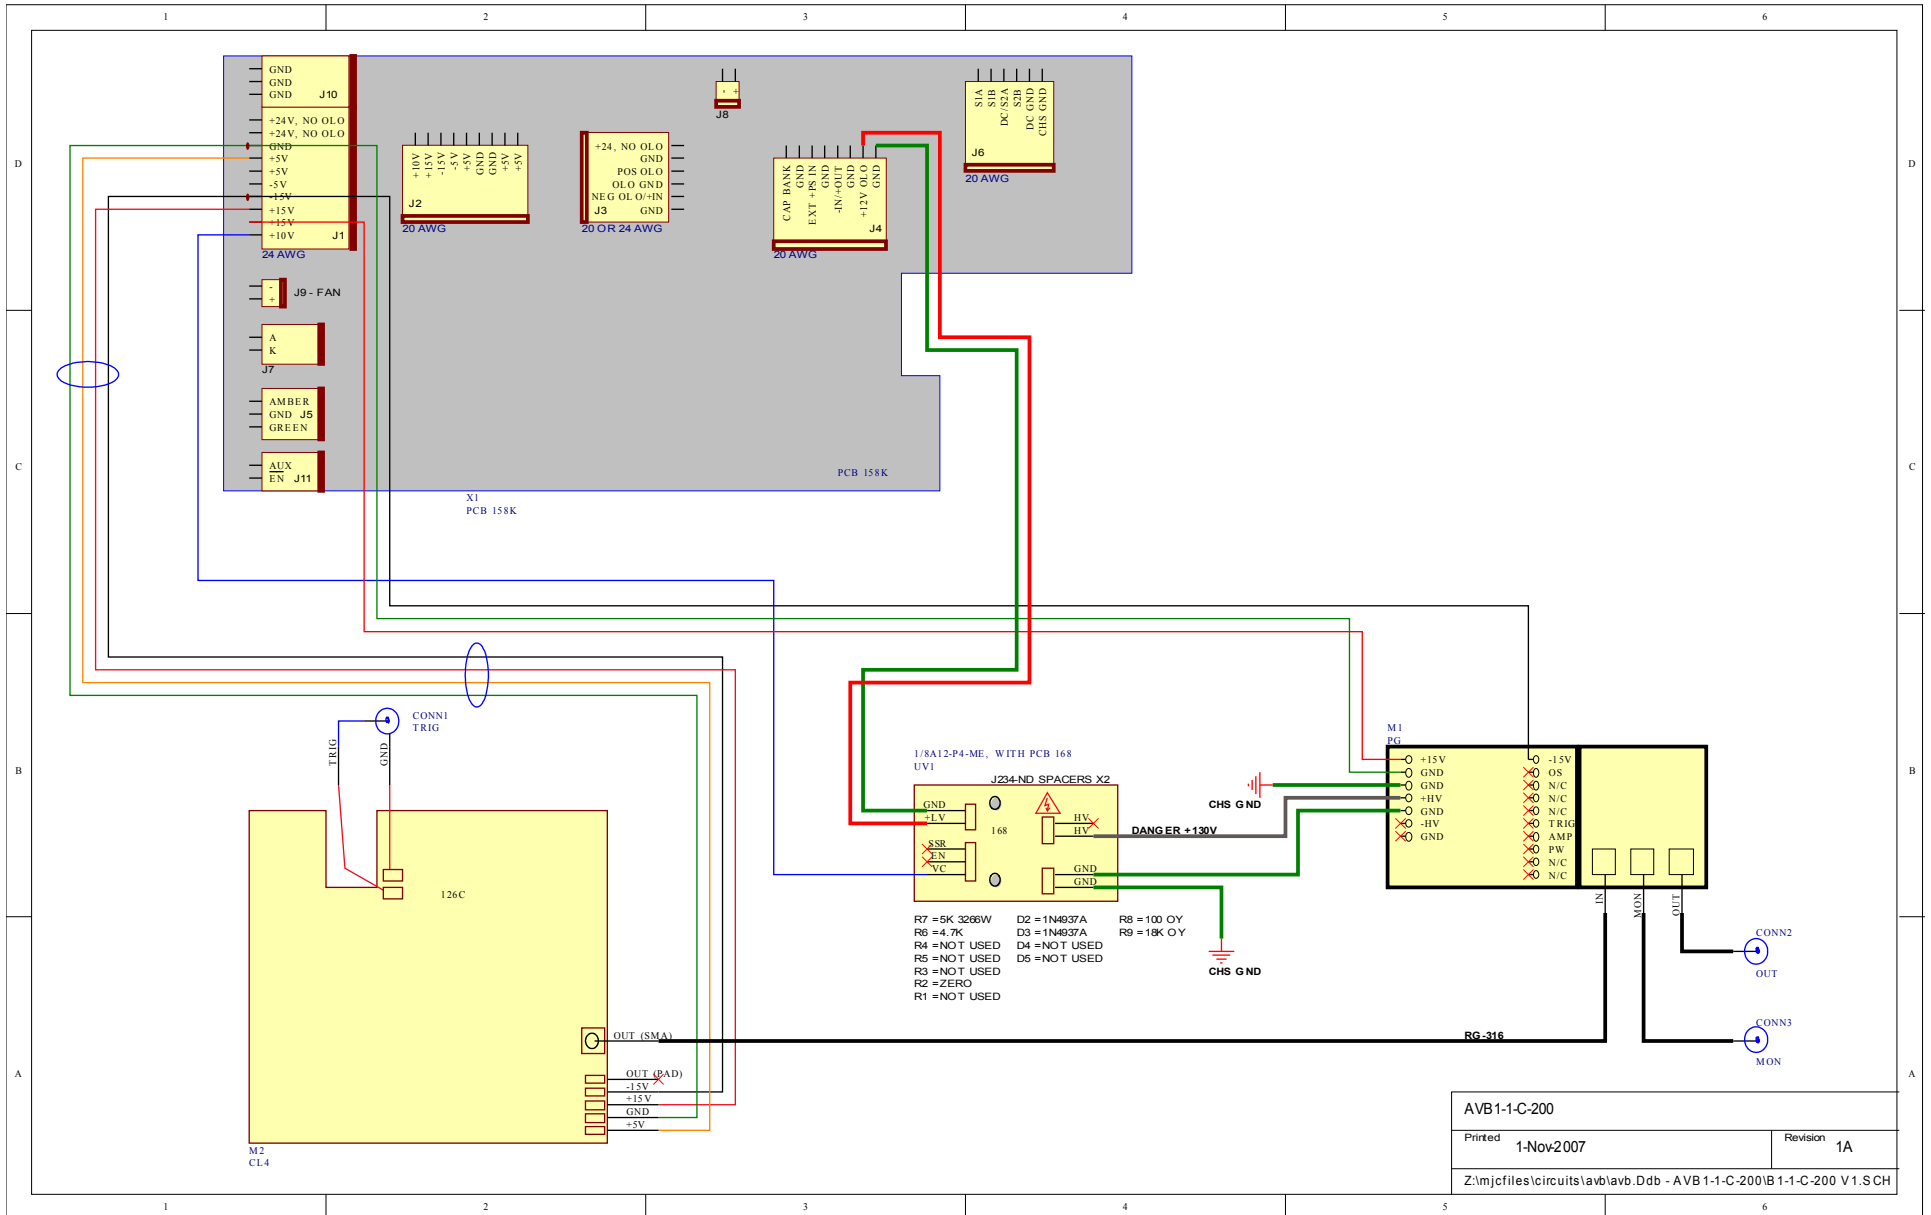 1 2 3 4 5 6
D
C
B
A
D
C
B
A
GND
GND
GND
J10
+24V, NO OLO
+24V, NO OLO
GND
+5V
+5V
-5V
-15V
+15V
+15V
+10V
J1
24 AWG
+10V
+15V
-15V
-5V
+5V
GND
GND
+5V
+5V
J2
20 AWG
+24, NO OLO
GND
POS OLO
OLO GND
NEG OLO/+IN
GND
J3
20 OR 24 AWG
- +
J8
CAP BANK
GND
EXT +PS IN
GND
-IN/+OUT
GND
+12V OLO
GND
J4
20 AWG
S1A
S1B
DC/S2A
S2B
DC GND
CHS GND
J6
20 AWG
-
+
J9 - FAN
A
K
J7
AMBER
GND J5
GREEN
AUX
EN J11
PCB 158K
X1
PCB 158K
CONN1
TRIG
TRIG
GND
126C
OUT (SMA)
OUT (PAD)
-15V
+15V
GND
+5V
M2
CL4
1/8A12-P4-ME, WITH PCB 168
UV1
J234-ND SPACERS X2
GND
+LV
168
SSR
EN
VC
HV
HV
GND
GND
DANGER +130V
CHS GND
CHS GND
R7 =5K 3266W D2 =1N4937A R8 =100 OY
R6 =4.7K D3 =1N4937A R9 =18K OY
R4 =NOT USED D4 =NOT USED
R5 =NOT USED D5 =NOT USED
R3 =NOT USED
R2 =ZERO
R1 =NOT USED
M1
PG
+15V
GND
GND
+HV
GND
-HV
GND
-15V
OS
N/C
N/C
N/C
TRIG
AMP
PW
N/C
N/C
IN
MON
OUT
CONN2
OUT
CONN3
MON
RG-316
AVB1-1-C-200
Printed 1-Nov-2007 Revision 1A
Z:\mjcfiles\circuits\avb\avb.Ddb - AVB1-1-C-200\B1-1-C-200 V1.SCH
1 2 3 4 5 6